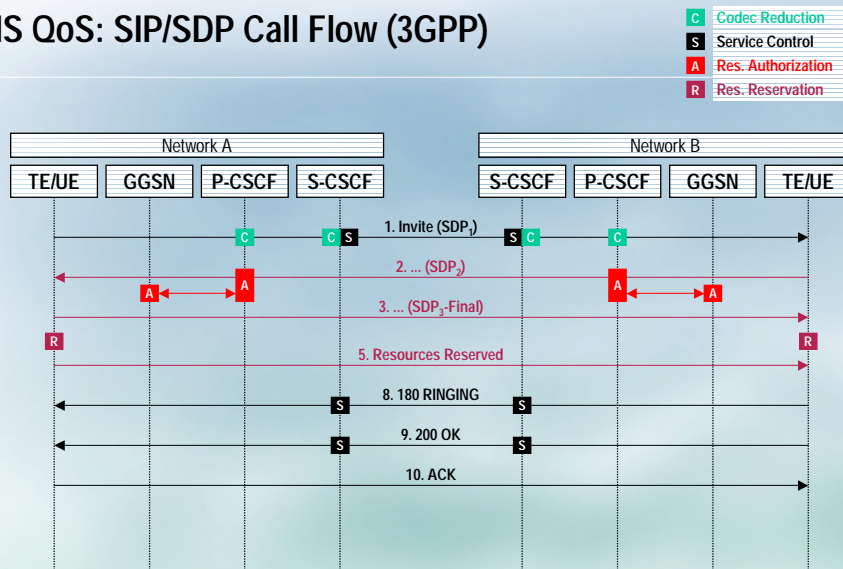 S QoS: SIP/SDP Call Flow (3GPP)
C Codec Reduction
S Service Control
A Res. Authorization
R Res. Reservation
Network A Network B
TE/UE GGSN P-CSCF S-CSCF S-CSCF P-CSCF GGSN TE/UE
1. Invite (SDP₁)
C C S S C C
2. ... (SDP₂)
A A A A
3. ... (SDP₃-Final)
R R
5. Resources Reserved
8. 180 RINGING
S S
9. 200 OK
S S
10. ACK